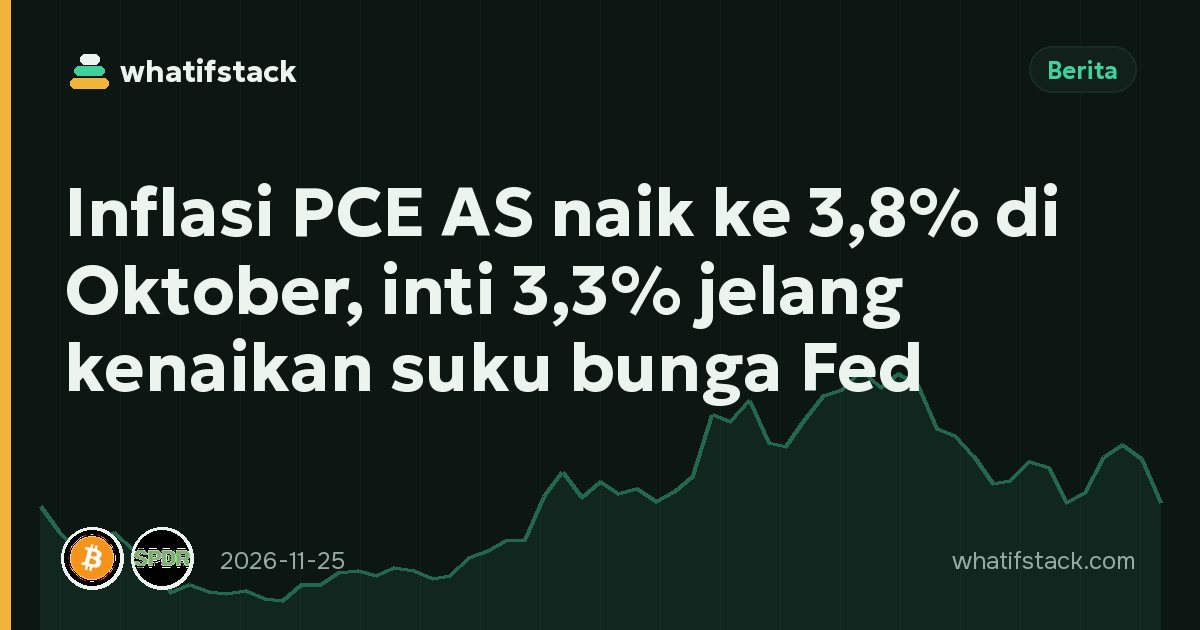 whatifstack
Berita
Inflasi PCE AS naik ke 3,8% di
Oktober, inti 3,3% jelang
kenaikan suku bunga Fed
SPDR
2026-11-25
whatifstack.com